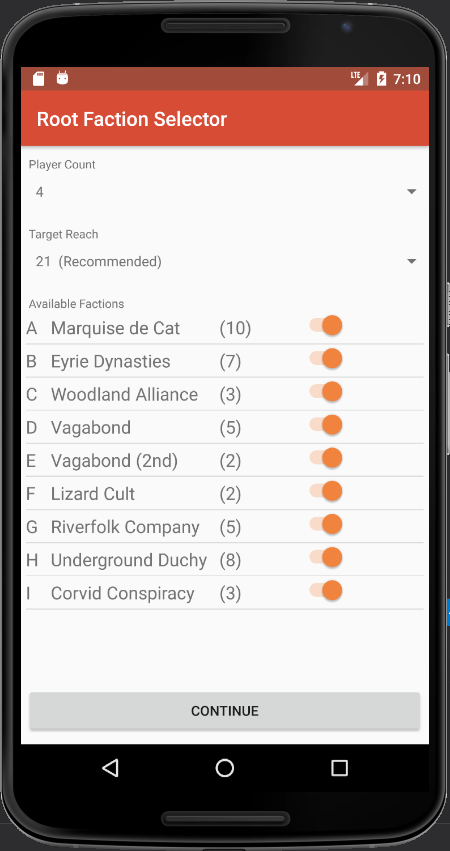 LTE 7:10
Root Faction Selector
Player Count
4
Target Reach
21 (Recommended)
Available Factions
A Marquise de Cat (10)
B Eyrie Dynasties (7)
C Woodland Alliance (3)
D Vagabond (5)
E Vagabond (2nd) (2)
F Lizard Cult (2)
G Riverfolk Company (5)
H Underground Duchy (8)
I Corvid Conspiracy (3)
CONTINUE